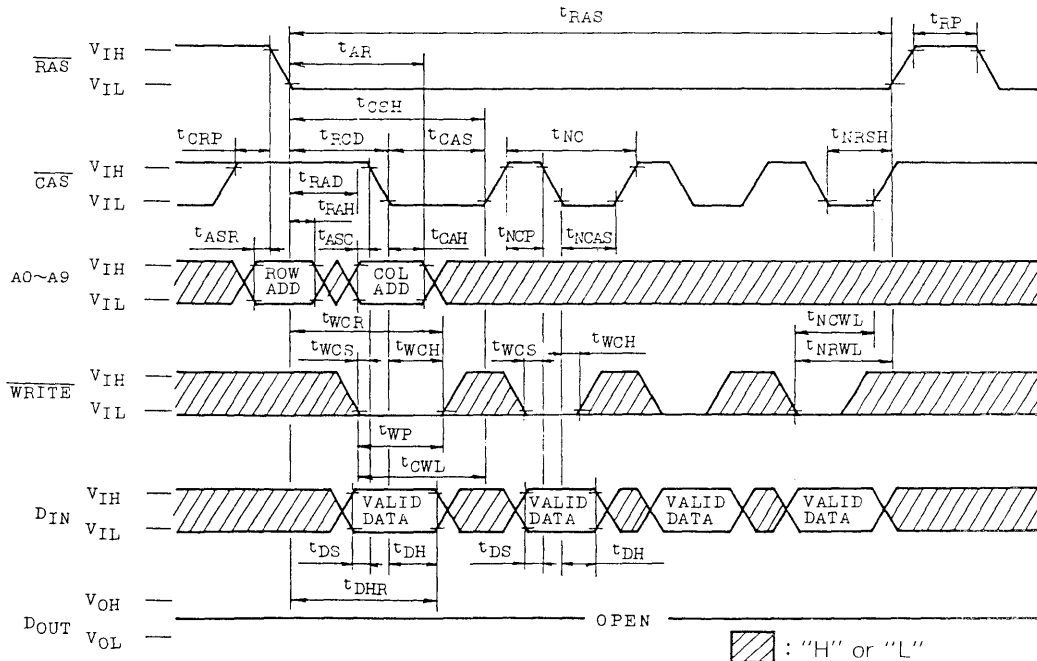 tRAS
tRP
tAR
RAS
VIH
VIL
tCSH
tCRP
tRCD
tCAS
tNC
tNRSH
CAS
VIH
VIL
tRAD
tRAH
tASR
tASC
tCAH
tNCP
tNCAS
A0~A9
VIH
VIL
ROW
ADD
COL
ADD
tWCR
tNCWL
tWCS
tWCH
tWCS
tWCH
tNRWL
WRITE
VIH
VIL
tWP
tCWL
DIN
VIH
VIL
VALID
DATA
VALID
DATA
VALID
DATA
VALID
DATA
tDS
tDH
tDS
tDH
tDHR
DOUT
VOH
VOL
OPEN
: "H" or "L"